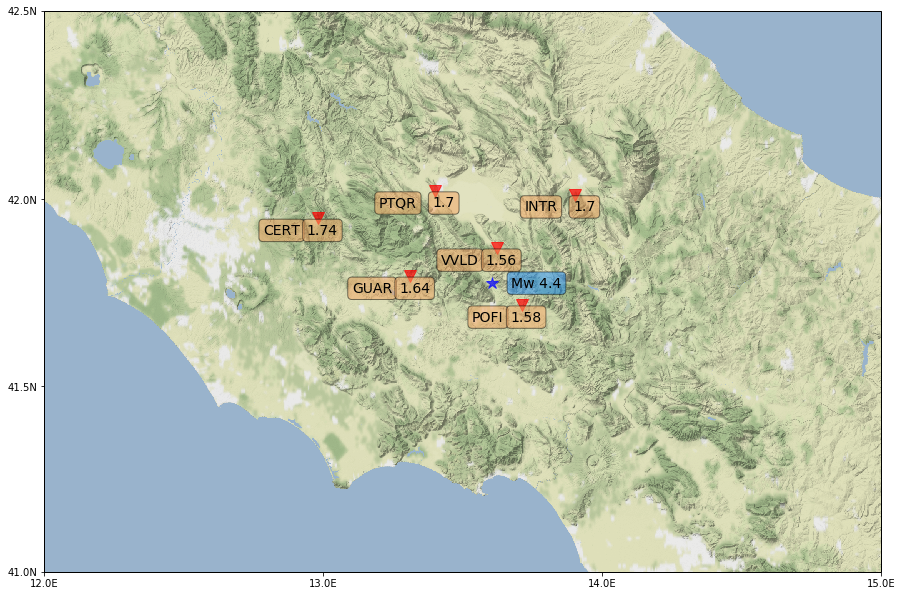 42.5N
42.0N
PTQR 1.7
INTR 1.7
CERT 1.74
VVLD 1.56
Mw 4.4
GUAR 1.64
POFI 1.58
41.5N
41.0N
12.0E 13.0E 14.0E 15.0E